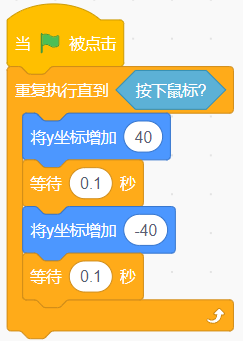 当 被点击
重复执行直到 按下鼠标?
将y坐标增加 40
等待 0.1 秒
将y坐标增加 -40
等待 0.1 秒